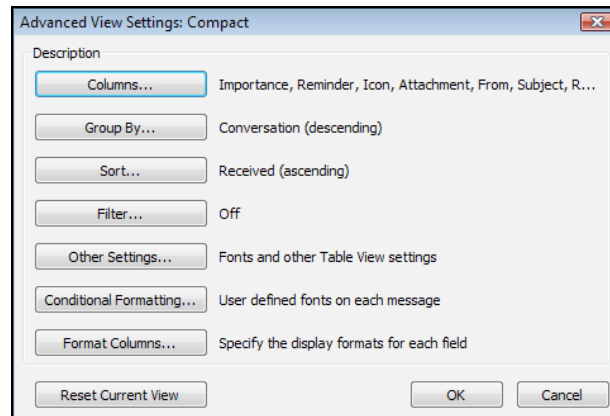 Advanced View Settings: Compact
Description
Columns... Importance, Reminder, Icon, Attachment, From, Subject, R...
Group By... Conversation (descending)
Sort... Received (ascending)
Filter... Off
Other Settings... Fonts and other Table View settings
Conditional Formatting... User defined fonts on each message
Format Columns... Specify the display formats for each field
Reset Current View OK Cancel